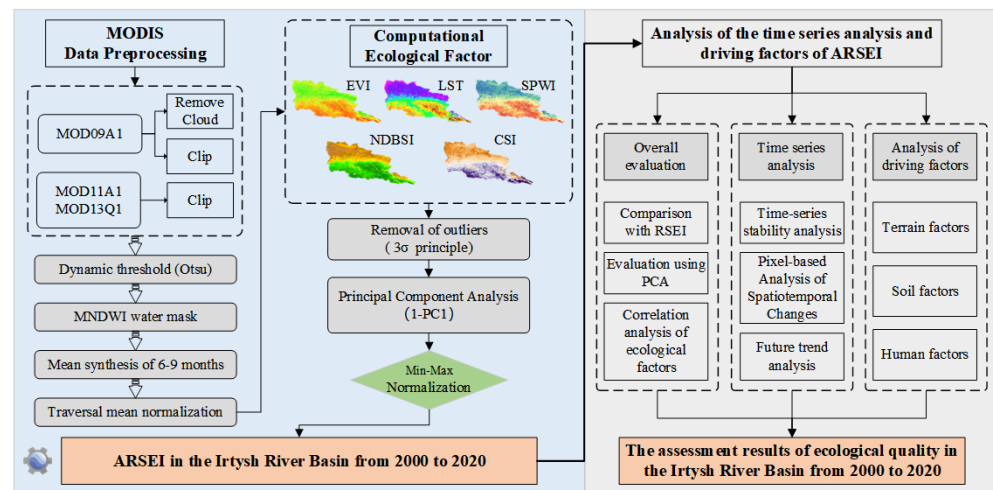 MODIS
Data Preprocessing
MOD09A1
Remove
Cloud
Clip
MOD11A1
MOD13Q1
Clip
Dynamic threshold (Otsu)
MNDWI water mask
Mean synthesis of 6-9 months
Traversal mean normalization
Computational
Ecological Factor
EVI
LST
SPWI
NDBSI
CSI
Removal of outliers
( 3σ principle)
Principal Component Analysis
(1-PC1)
Min-Max
Normalization
ARSEI in the Irtysh River Basin from 2000 to 2020
Analysis of the time series analysis and
driving factors of ARSEI
Overall
evaluation
Comparison
with RSEI
Evaluation using
PCA
Correlation analysis of
ecological
factors
Time series
analysis
Time-series
stability analysis
Pixel-based
Analysis of
Spatiotemporal
Changes
Future trend
analysis
Analysis of
driving factors
Terrain factors
Soil factors
Human factors
The assessment results of ecological quality in
the Irtysh River Basin from 2000 to 2020